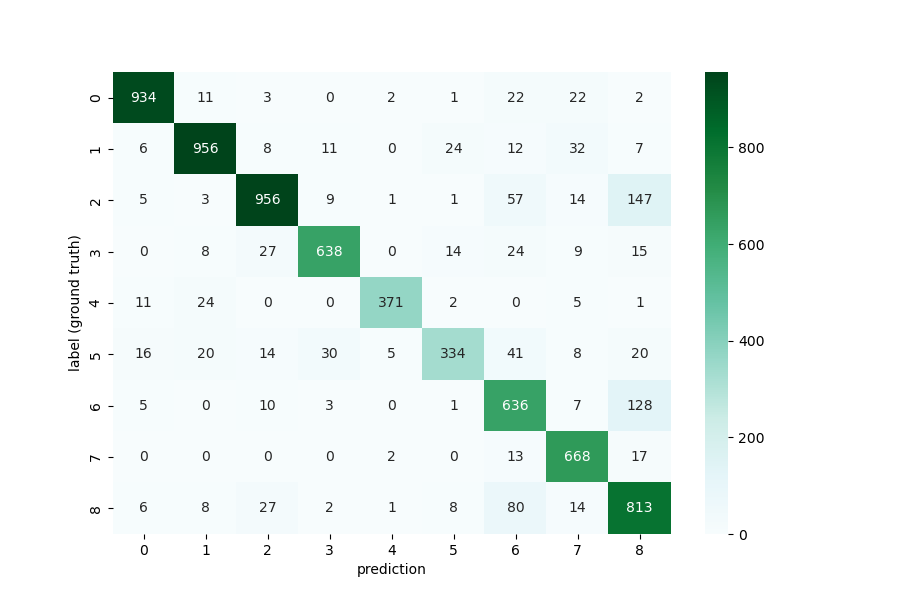 0 934 11 3 0 2 1 22 22 2
1 6 956 8 11 0 24 12 32 7
2 5 3 956 9 1 1 57 14 147
3 0 8 27 638 0 14 24 9 15
4 11 24 0 0 371 2 0 5 1
5 16 20 14 30 5 334 41 8 20
6 5 0 10 3 0 1 636 7 128
7 0 0 0 0 2 0 13 668 17
8 6 8 27 2 1 8 80 14 813
0 1 2 3 4 5 6 7 8
prediction
label (ground truth)
800
600
400
200
0